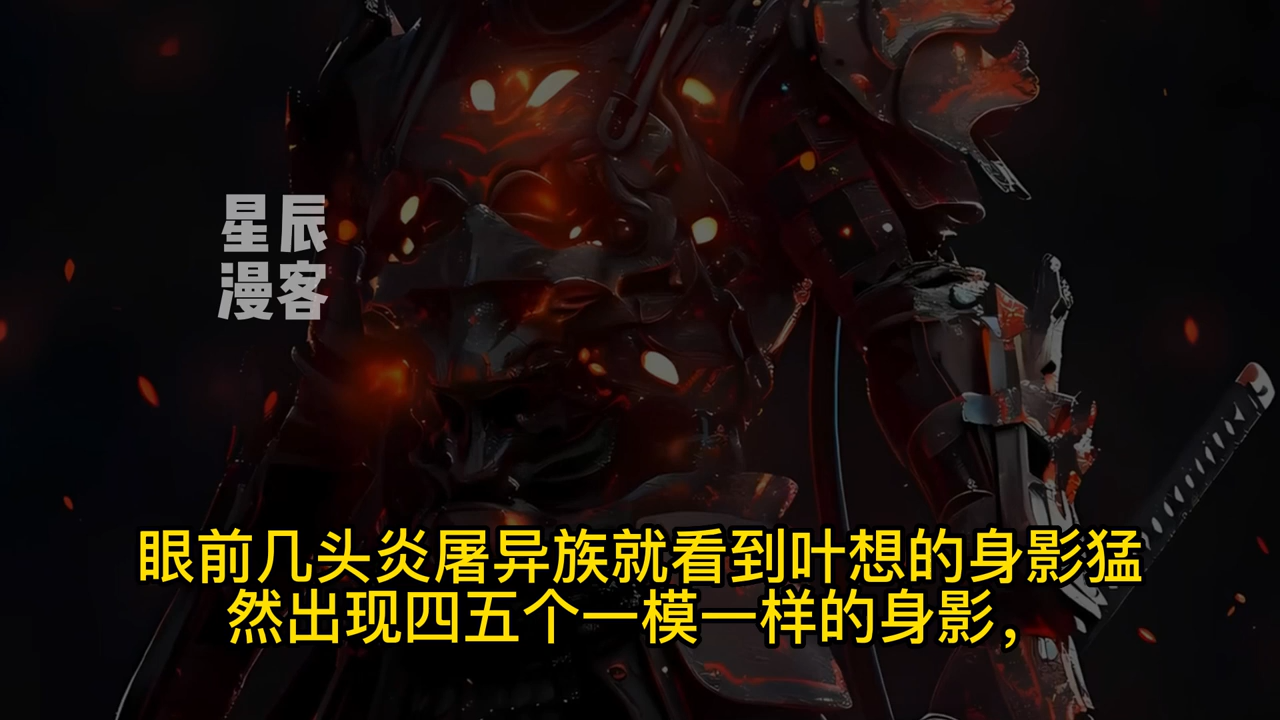 星辰
漫客
眼前几头炎屠异族就看到叶想的身影猛
然出现四五个一模一样的身影，